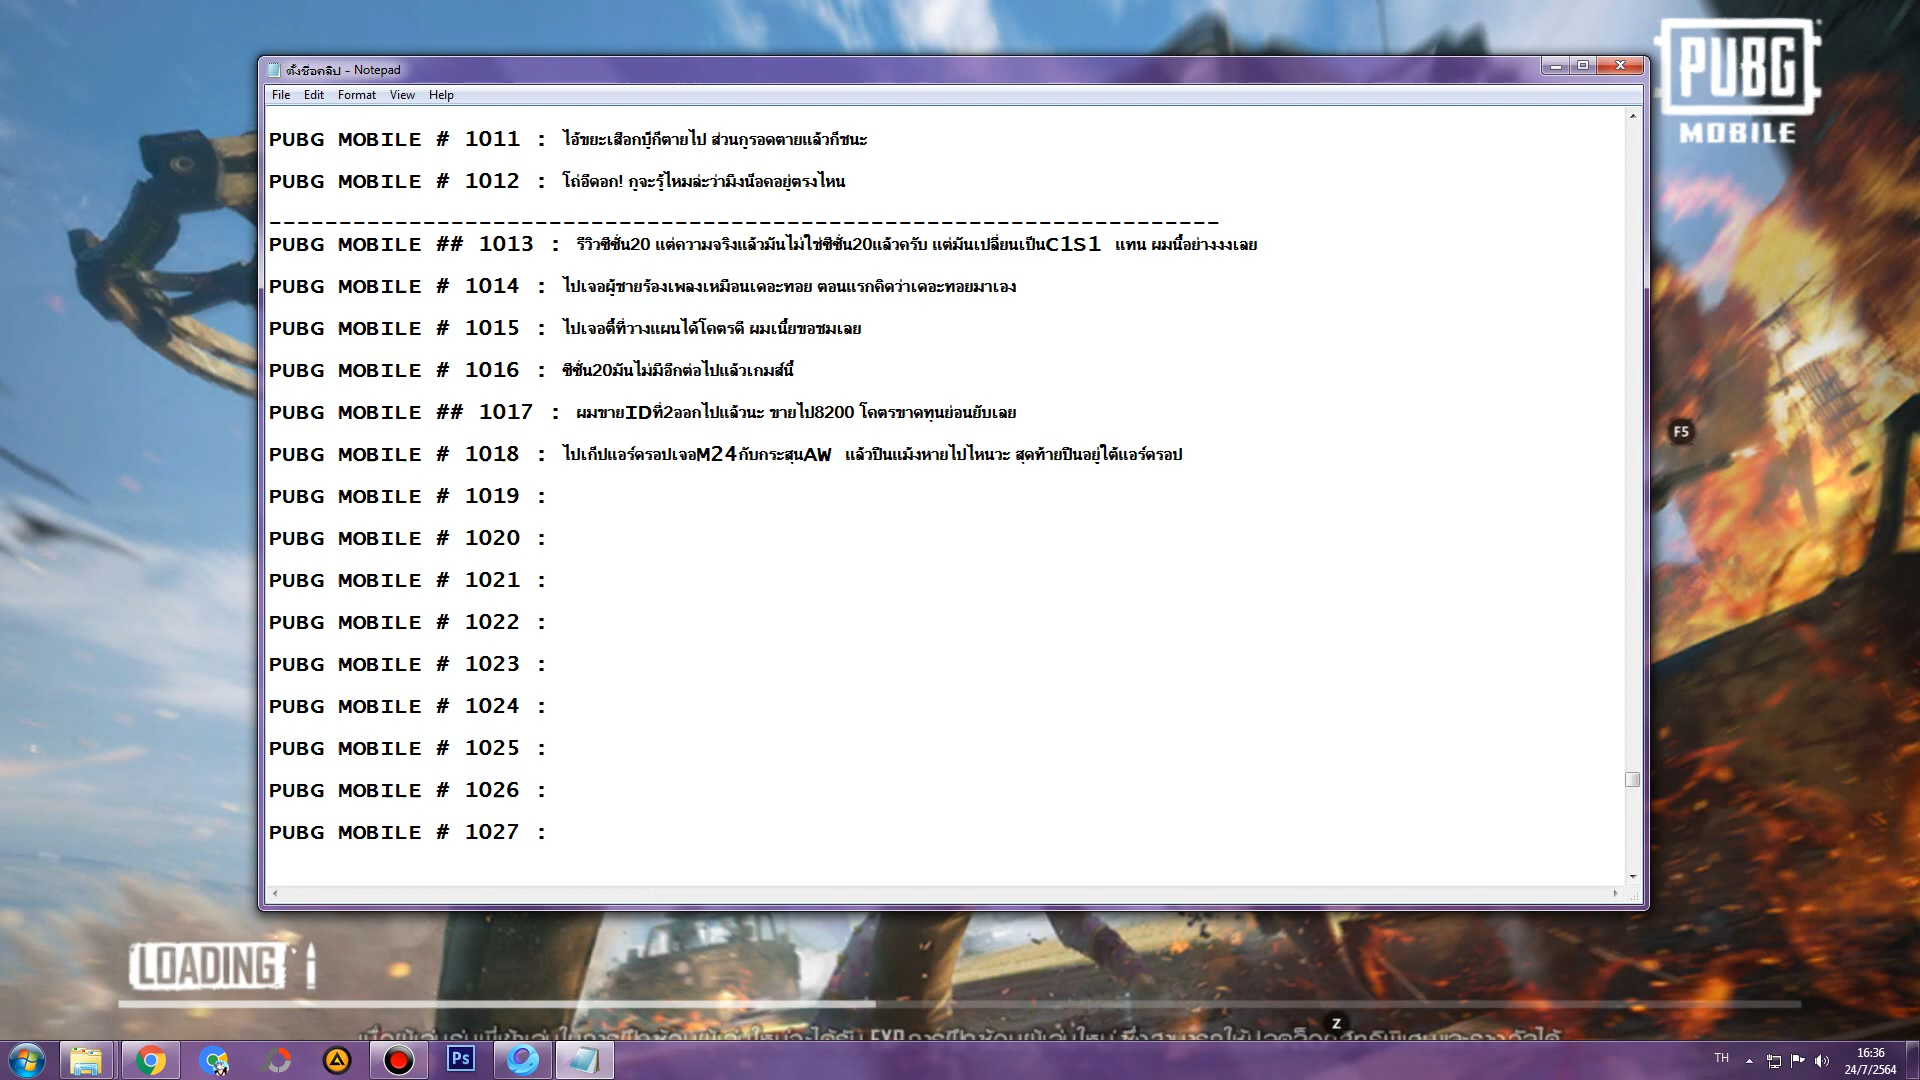 PUBG
MOBILE
ตั้งชื่อคลิป - Notepad
File Edit Format View Help
PUBG MOBILE # 1011 : ไอ้ขยะเสือกบู๊ก็ตายไป ส่วนกูรอดตายแล้วก็ชนะ
PUBG MOBILE # 1012 : โถ่อีดอก! กูจะรู้ไหมล่ะว่ามึงน็อคอยู่ตรงไหน
--------------------------------------------------------------------
PUBG MOBILE ## 1013 : รีวิวซีซั่น20 แต่ความจริงแล้วมันไม่ใช่ซีซั่น20แล้วครับ แต่มันเปลี่ยนเป็นC1S1 แทน ผมนี้อย่างงงเลย
PUBG MOBILE # 1014 : ไปเจอผู้ชายร้องเพลงเหมือนเดอะทอย ตอนแรกคิดว่าเดอะทอยมาเอง
PUBG MOBILE # 1015 : ไปเจอตี้ที่วางแผนได้โคตรดี ผมเนี้ยขอชมเลย
PUBG MOBILE # 1016 : ซีซั่น20มันไม่มีอีกต่อไปแล้วเกมส์นี้
PUBG MOBILE ## 1017 : ผมขายIDที่2ออกไปแล้วนะ ขายไป8200 โคตรขาดทุนย่อนยับเลย
PUBG MOBILE # 1018 : ไปเก็ปแอร์ดรอปเจอM24กับกระสุนAW แล้วปืนแม้งหายไปไหนวะ สุดท้ายปืนอยู่ใต้แอร์ดรอป
PUBG MOBILE # 1019 :
PUBG MOBILE # 1020 :
PUBG MOBILE # 1021 :
PUBG MOBILE # 1022 :
PUBG MOBILE # 1023 :
PUBG MOBILE # 1024 :
PUBG MOBILE # 1025 :
PUBG MOBILE # 1026 :
PUBG MOBILE # 1027 :
F5
LOADING
Z
Ps
TH
16:36
24/7/2564